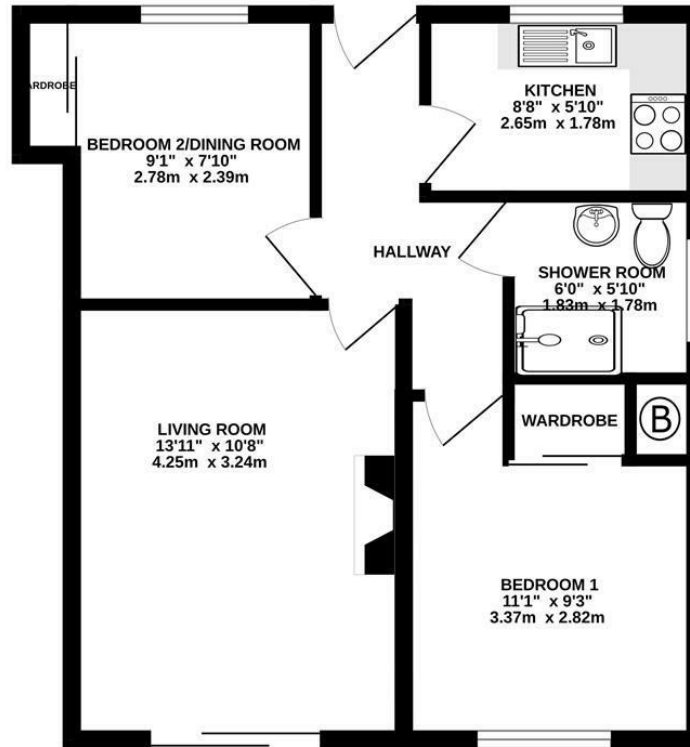 KITCHEN
8'8" x 5'10"
2.65m x 1.78m
ARDROBE
BEDROOM 2/DINING ROOM
9'1" x 7'10"
2.78m x 2.39m
HALLWAY
SHOWER ROOM
6'0" x 5'10"
1.83m x 1.78m
LIVING ROOM
13'11" x 10'8"
4.25m x 3.24m
WARDROBE
B
BEDROOM 1
11'1" x 9'3"
3.37m x 2.82m